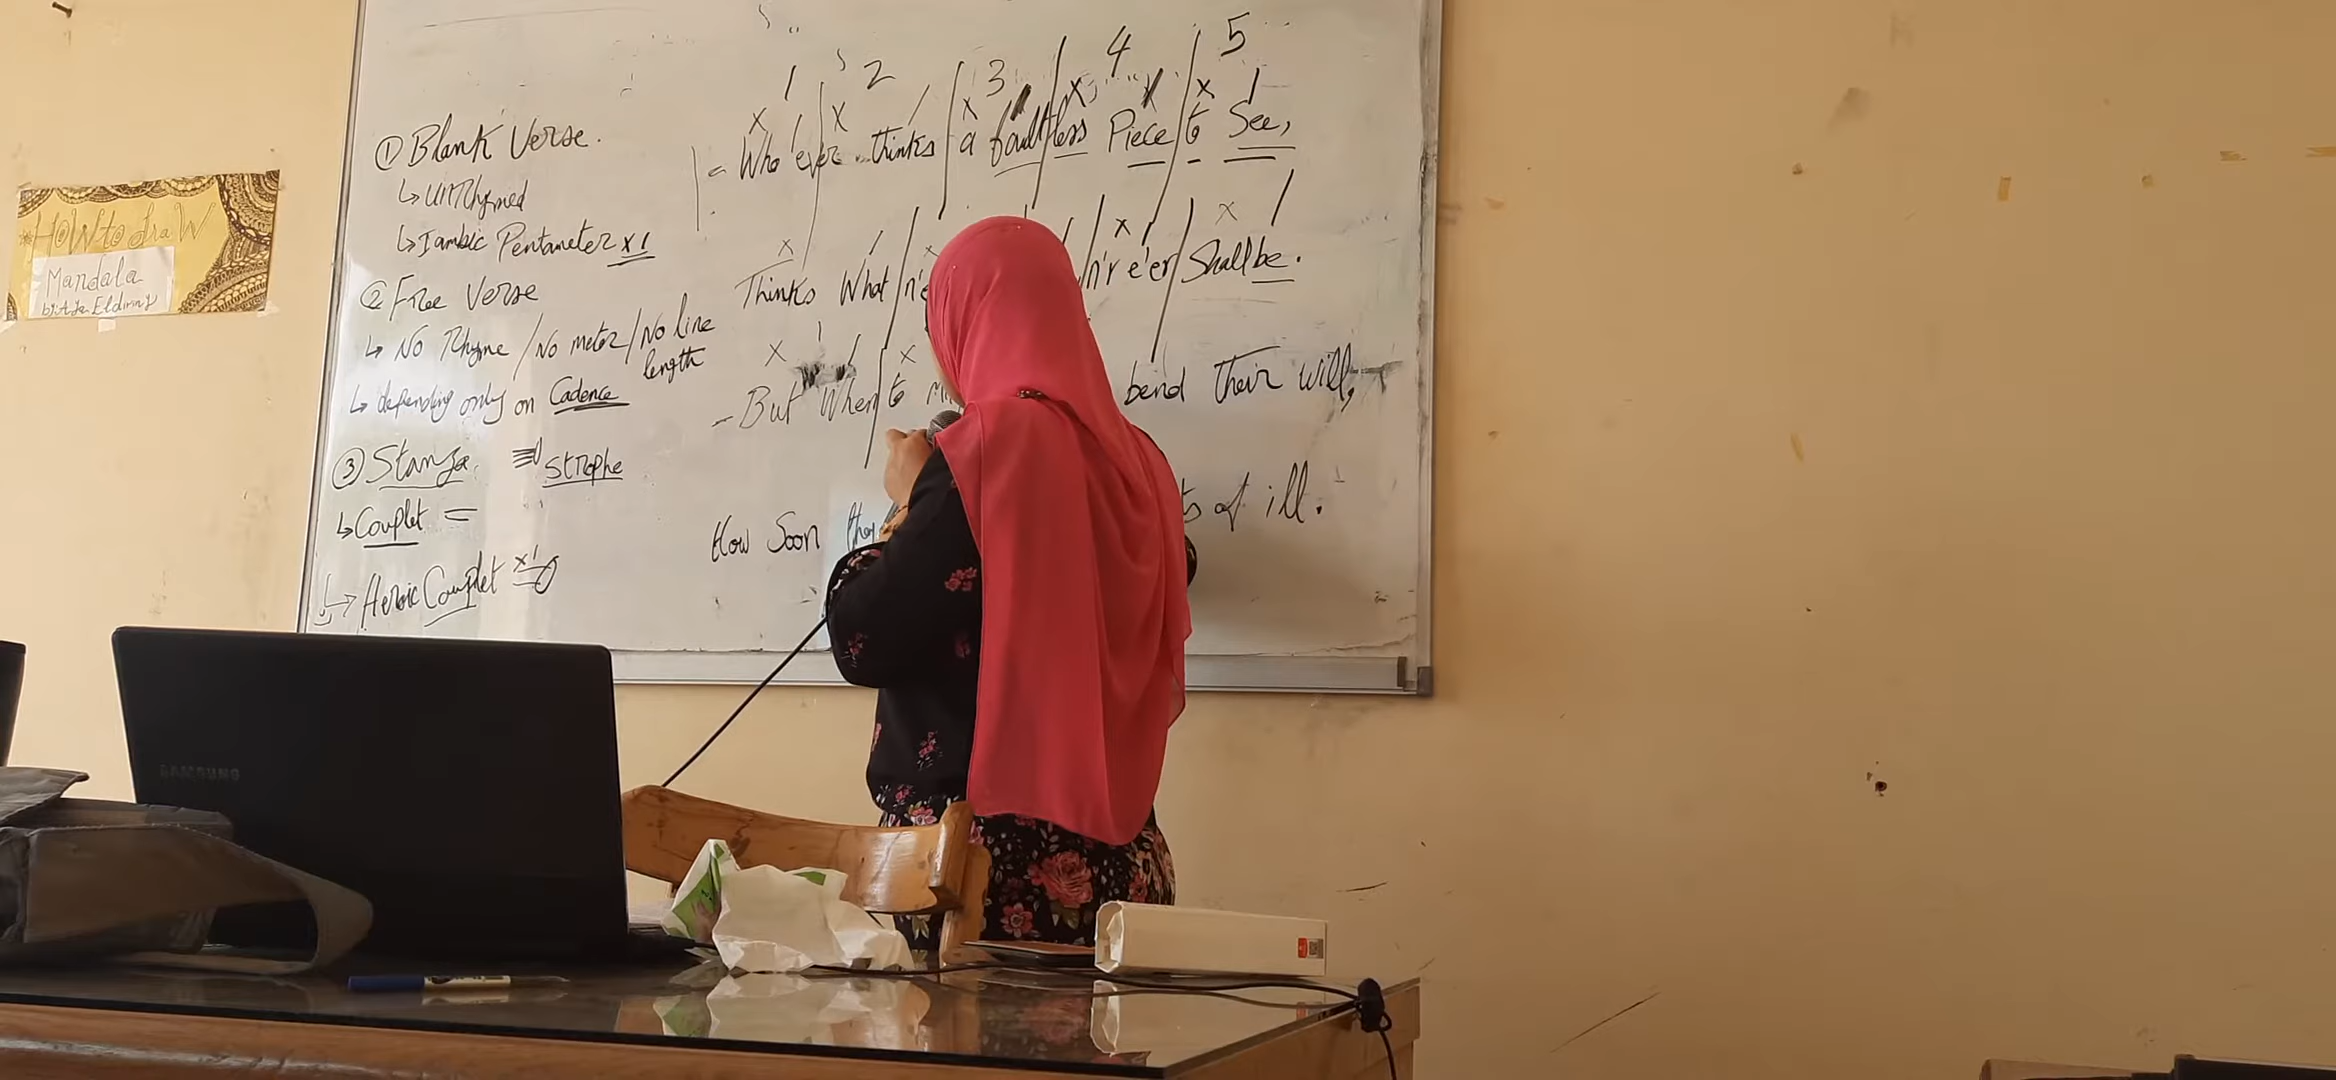 How to draW
Mandala
① Blank Verse.
↳ UnRhymed
↳ Iambic Pentameter x /
② Free Verse
↳ No Rhyme / No meter / No line length
↳ depending only on Cadence
③ Stanza. Strophe
↳ Couplet =
↳ Heroic Couplet x /
1 2 3 4 5
x / x / x / x / x /
Who ever thinks a faultless Piece to See,
x / x x / x /
Thinks What n'e n'r e'er Shall be.
x / x
- But When to bend their will,
How Soon they of ill.
SAMSUNG